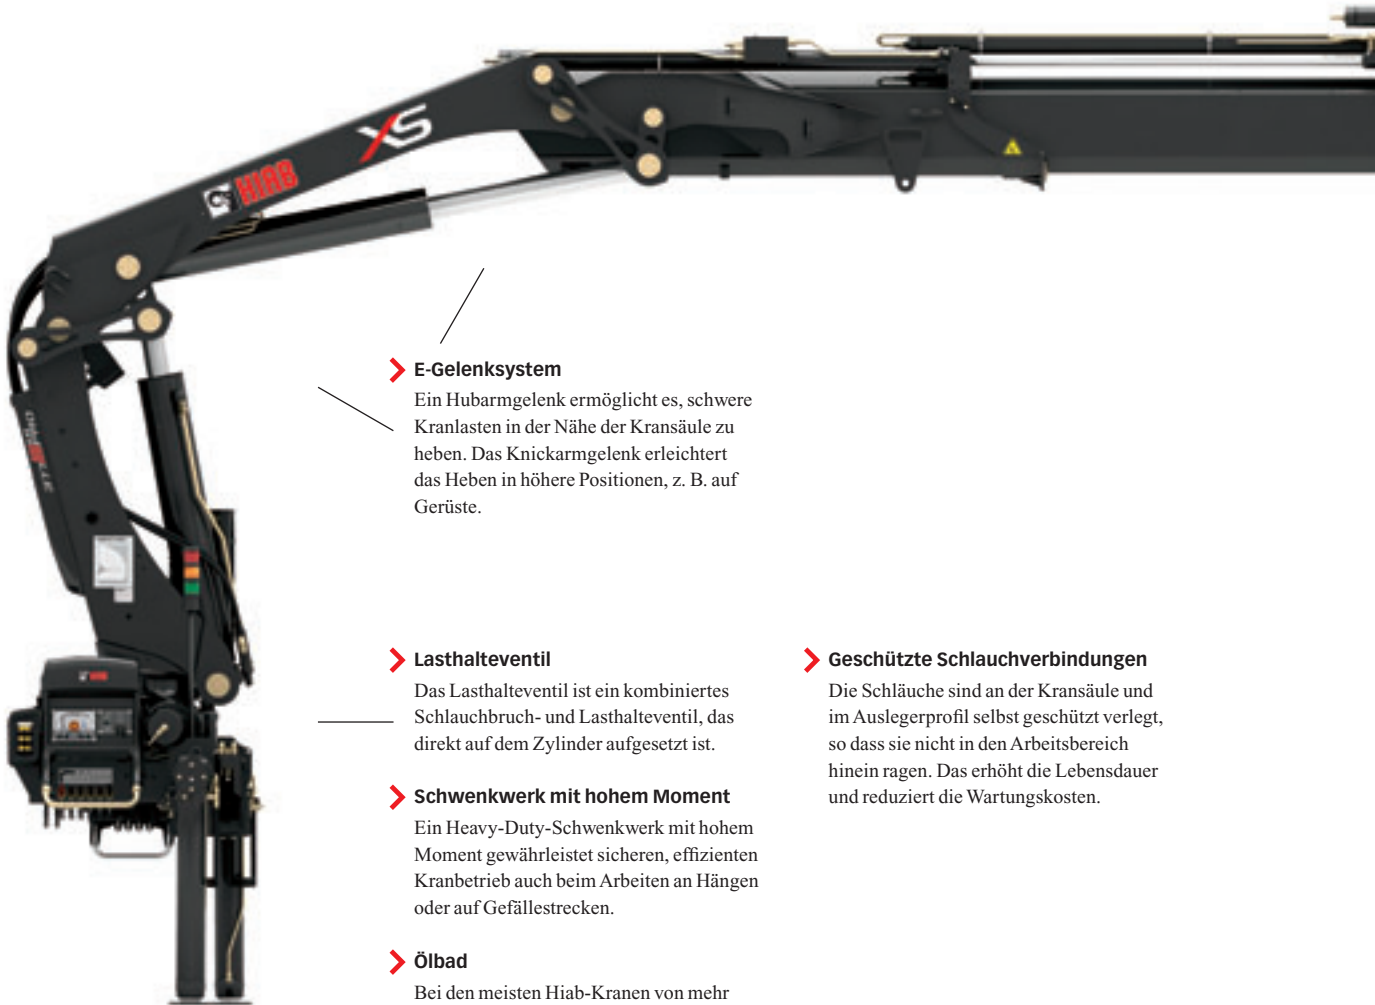 XS
HIAB
E-Gelenksystem
Ein Hubarmgelenk ermöglicht es, schwere
Kranlasten in der Nähe der Kransäule zu
heben. Das Knickarmgelenk erleichtert
das Heben in höhere Positionen, z. B. auf
Gerüste.
Lasthalteventil
Das Lasthalteventil ist ein kombiniertes
Schlauchbruch- und Lasthalteventil, das
direkt auf dem Zylinder aufgesetzt ist.
Schwenkwerk mit hohem Moment
Ein Heavy-Duty-Schwenkwerk mit hohem
Moment gewährleistet sicheren, effizienten
Kranbetrieb auch beim Arbeiten an Hängen
oder auf Gefällestrecken.
Ölbad
Bei den meisten Hiab-Kranen von mehr
Geschützte Schlauchverbindungen
Die Schläuche sind an der Kransäule und
im Auslegerprofil selbst geschützt verlegt,
so dass sie nicht in den Arbeitsbereich
hinein ragen. Das erhöht die Lebensdauer
und reduziert die Wartungskosten.